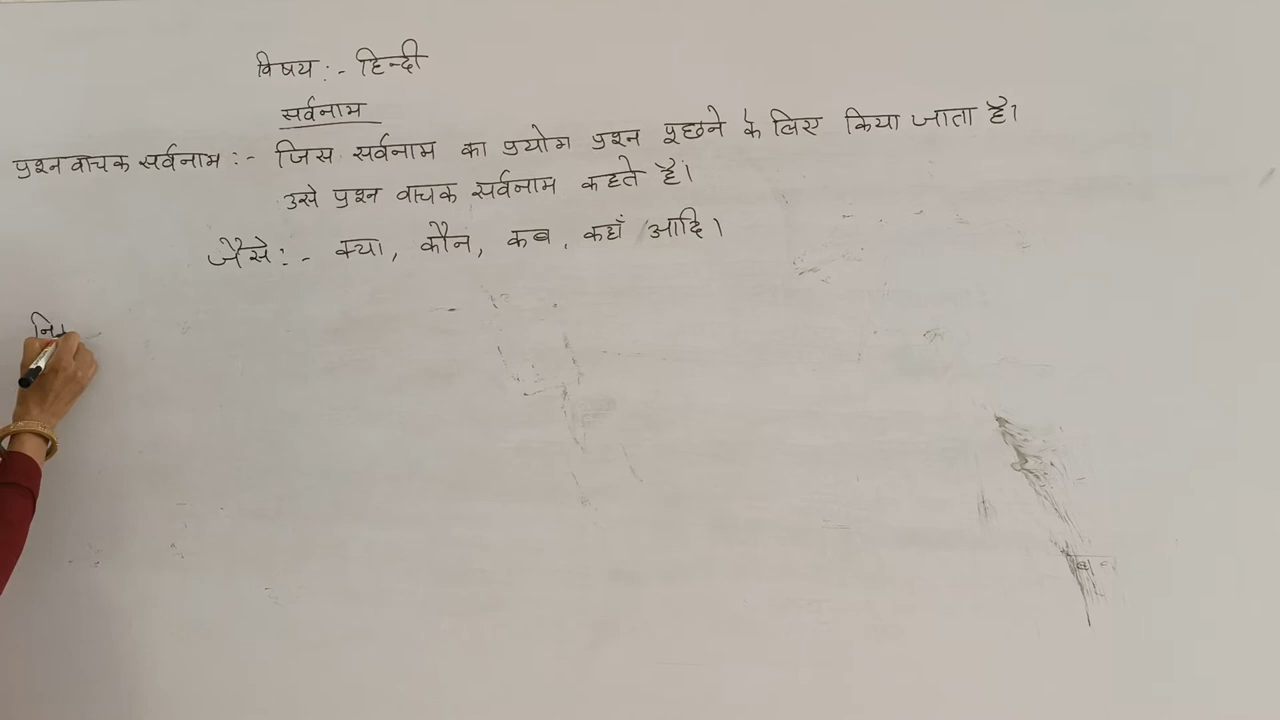 विषय :- हिन्दी
सर्वनाम
प्रश्न वाचक सर्वनाम :- जिस सर्वनाम का प्रयोग प्रश्न पूछने के लिए किया जाता है।
उसे प्रश्न वाचक सर्वनाम कहते हैं।
जैसे :- क्या, कौन, कब, कहाँ आदि।